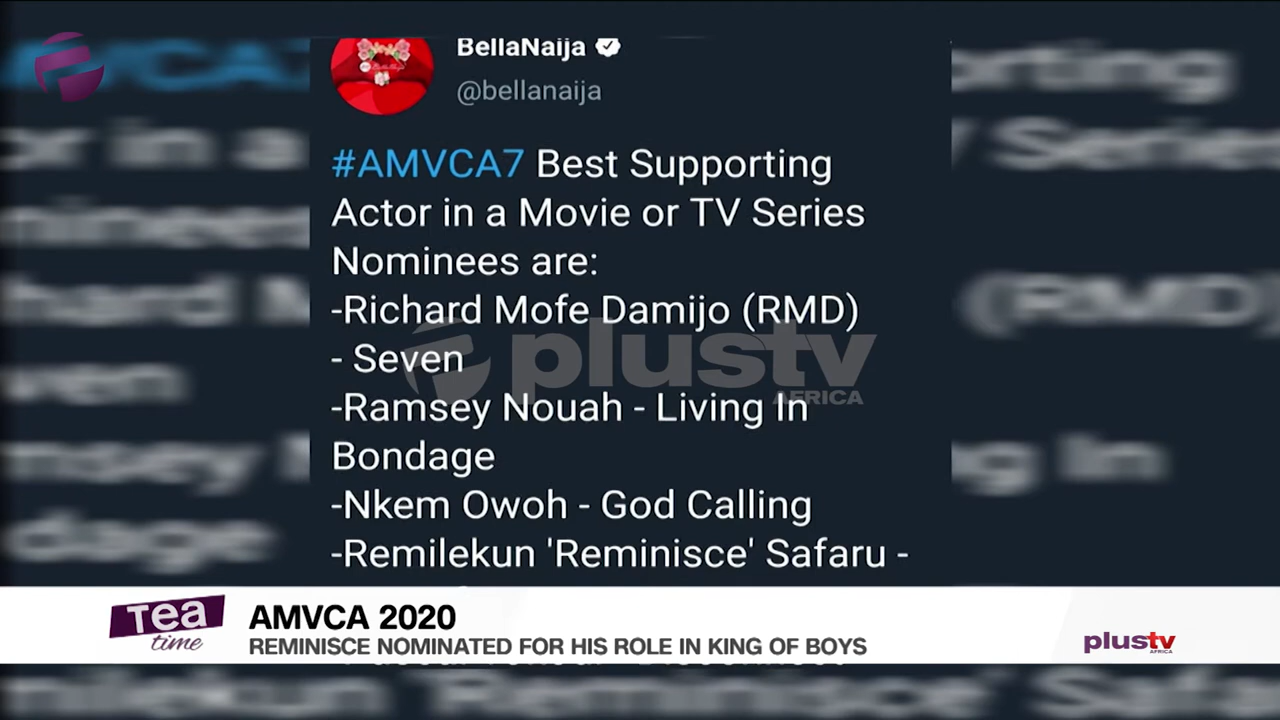 BellaNaija
@bellanaija
#AMVCA7 Best Supporting
Actor in a Movie or TV Series
Nominees are:
-Richard Mofe Damijo (RMD)
- Seven
-Ramsey Nouah - Living In
Bondage
-Nkem Owoh - God Calling
-Remilekun 'Reminisce' Safaru -
plustv
AFRICA
Tea
time
AMVCA 2020
REMINISCE NOMINATED FOR HIS ROLE IN KING OF BOYS
plustv
AFRICA